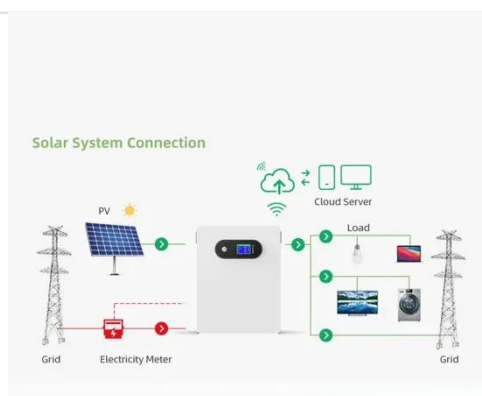 Solar System Connection
Cloud Server
PV
Load
Grid
Electricity Meter
Grid